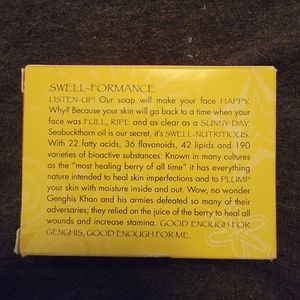 SWELL-FORMANCE
LISTEN-UP! Our soap will make your face HAPPY.
Why? Because your skin will go back to a time when your
face was FULL, RIPE and as clear as a SUNNY DAY.
Seabuckthorn oil is our secret, it's SWELL-NUTRITIOUS.
With 22 fatty acids, 36 flavonoids, 42 lipids and 190
varieties of bioactive substances. Known in many cultures
as the "most healing berry of all time" it has everything
nature intended to heal skin imperfections and to PLUMP
your skin with moisture inside and out. Wow, no wonder
Genghis Khan and his armies defeated so many of their
adversaries; they relied on the juice of the berry to heal all
wounds and increase stamina. GOOD ENOUGH FOR
GENGHIS, GOOD ENOUGH FOR ME.